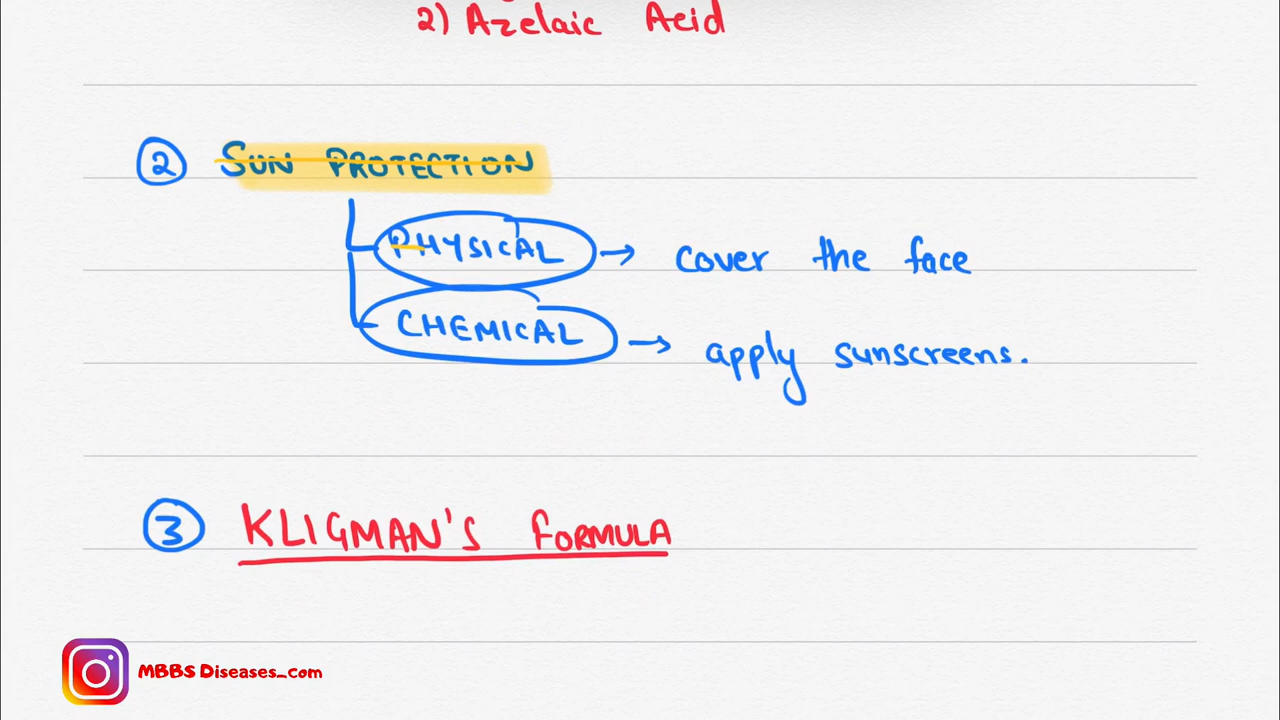 2) Azelaic Acid
2 SUN PROTECTION
PHYSICAL → cover the face
CHEMICAL → apply sunscreens.
3 KLIGMAN'S FORMULA
MBBS Diseases_com